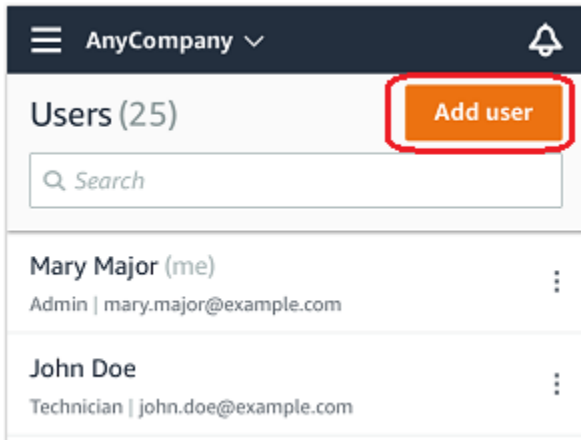 AnyCompany
Users (25)
Add user
Search
Mary Major (me)
Admin | mary.major@example.com
John Doe
Technician | john.doe@example.com